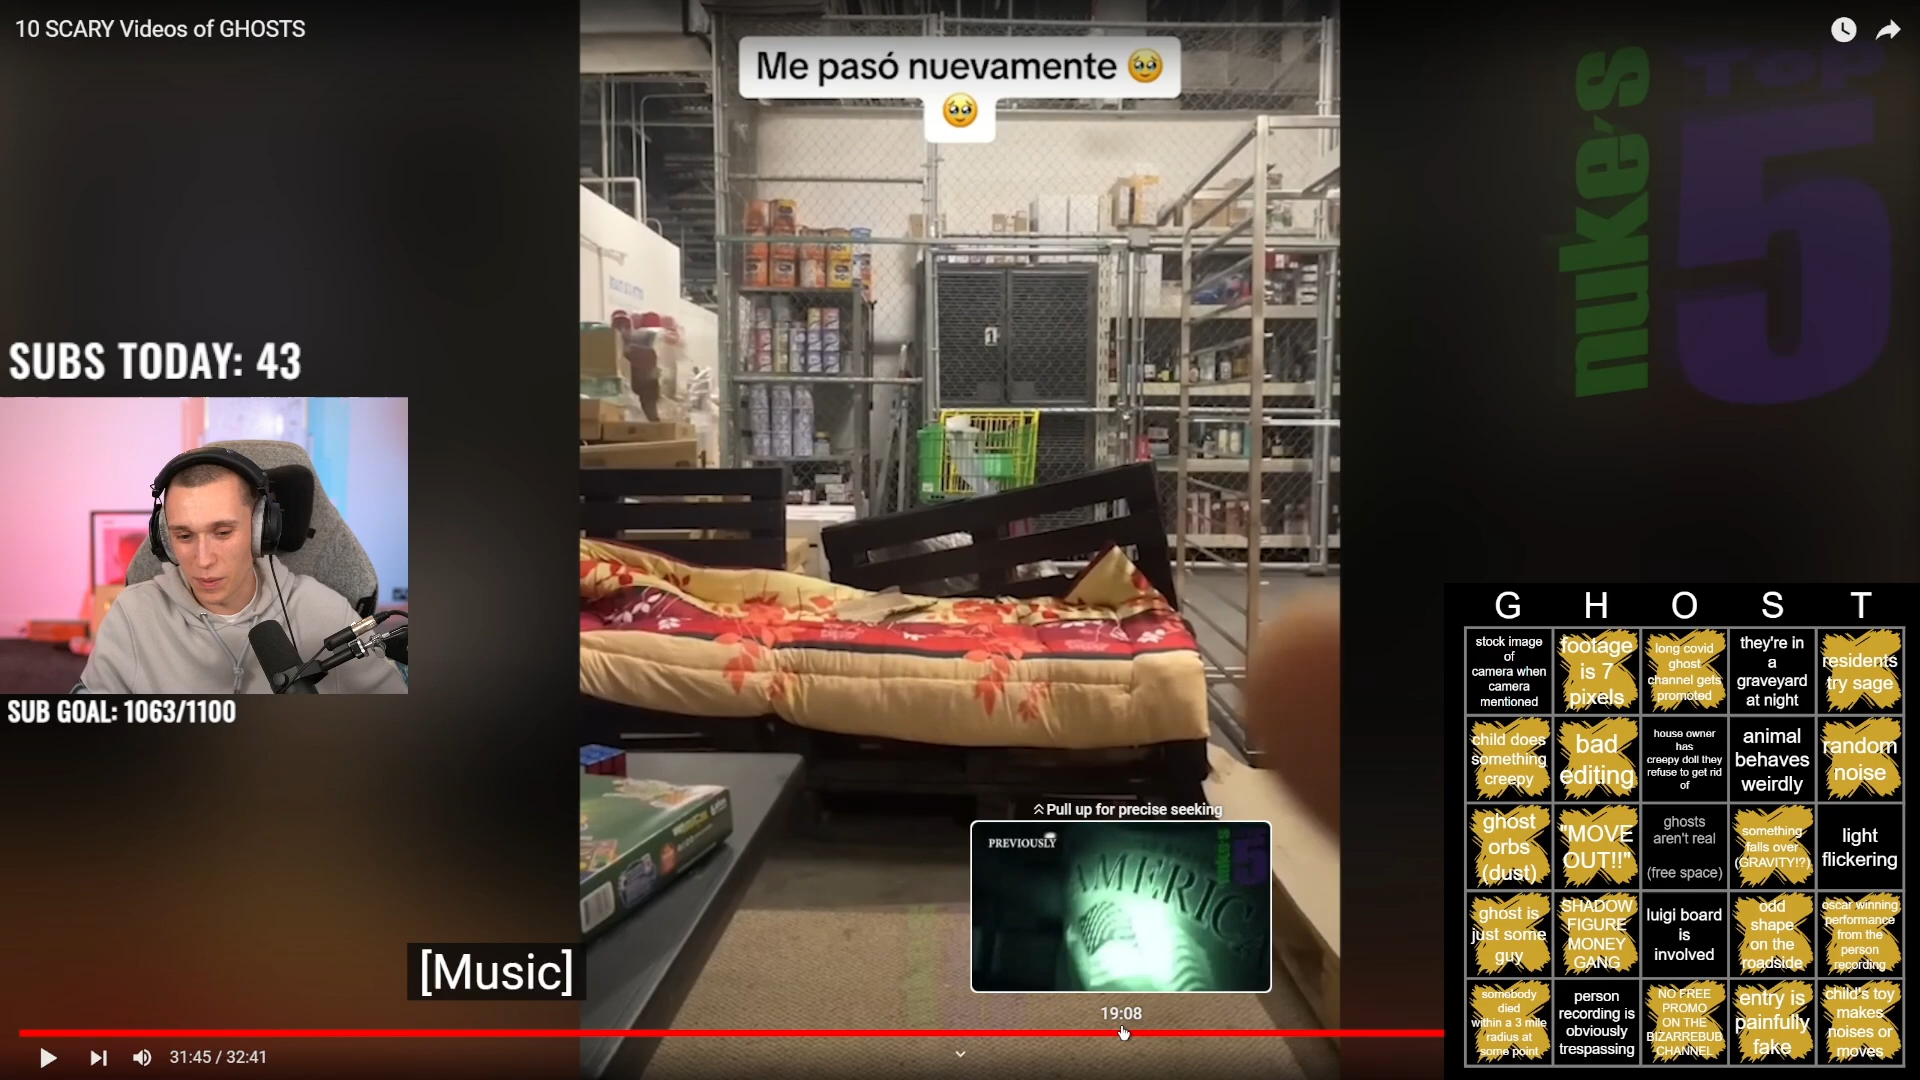 10 SCARY Videos of GHOSTS
Me pasó nuevamente 🥹
🥹
nuke's
TOP
5
1
SUBS TODAY: 43
SUB GOAL: 1063/1100
[Music]
Pull up for precise seeking
PREVIOUSLY
nuke's
5
AMERIC
19:08
31:45 / 32:41
G H O S T
stock image
of
camera when
camera
mentioned
footage
is 7
pixels
long covid
ghost
channel gets
promoted
they're in
a
graveyard
at night
residents
try sage
child does
something
creepy
bad
editing
house owner
has
creepy doll they
refuse to get rid
of
animal
behaves
weirdly
random
noise
ghost
orbs
(dust)
"MOVE
OUT!!"
ghosts
aren't real
(free space)
something
falls over
(GRAVITY!?)
light
flickering
ghost is
just some
guy
SHADOW
FIGURE
MONEY
GANG
luigi board
is
involved
odd
shape
on the
roadside
oscar winning
performance
from the
person
recording
somebody
died
within a 3 mile
radius at
some point
person
recording is
obviously
trespassing
NO FREE
PROMO
ON THE
BIZARREBUB
CHANNEL
entry is
painfully
fake
child's toy
makes
noises or
moves